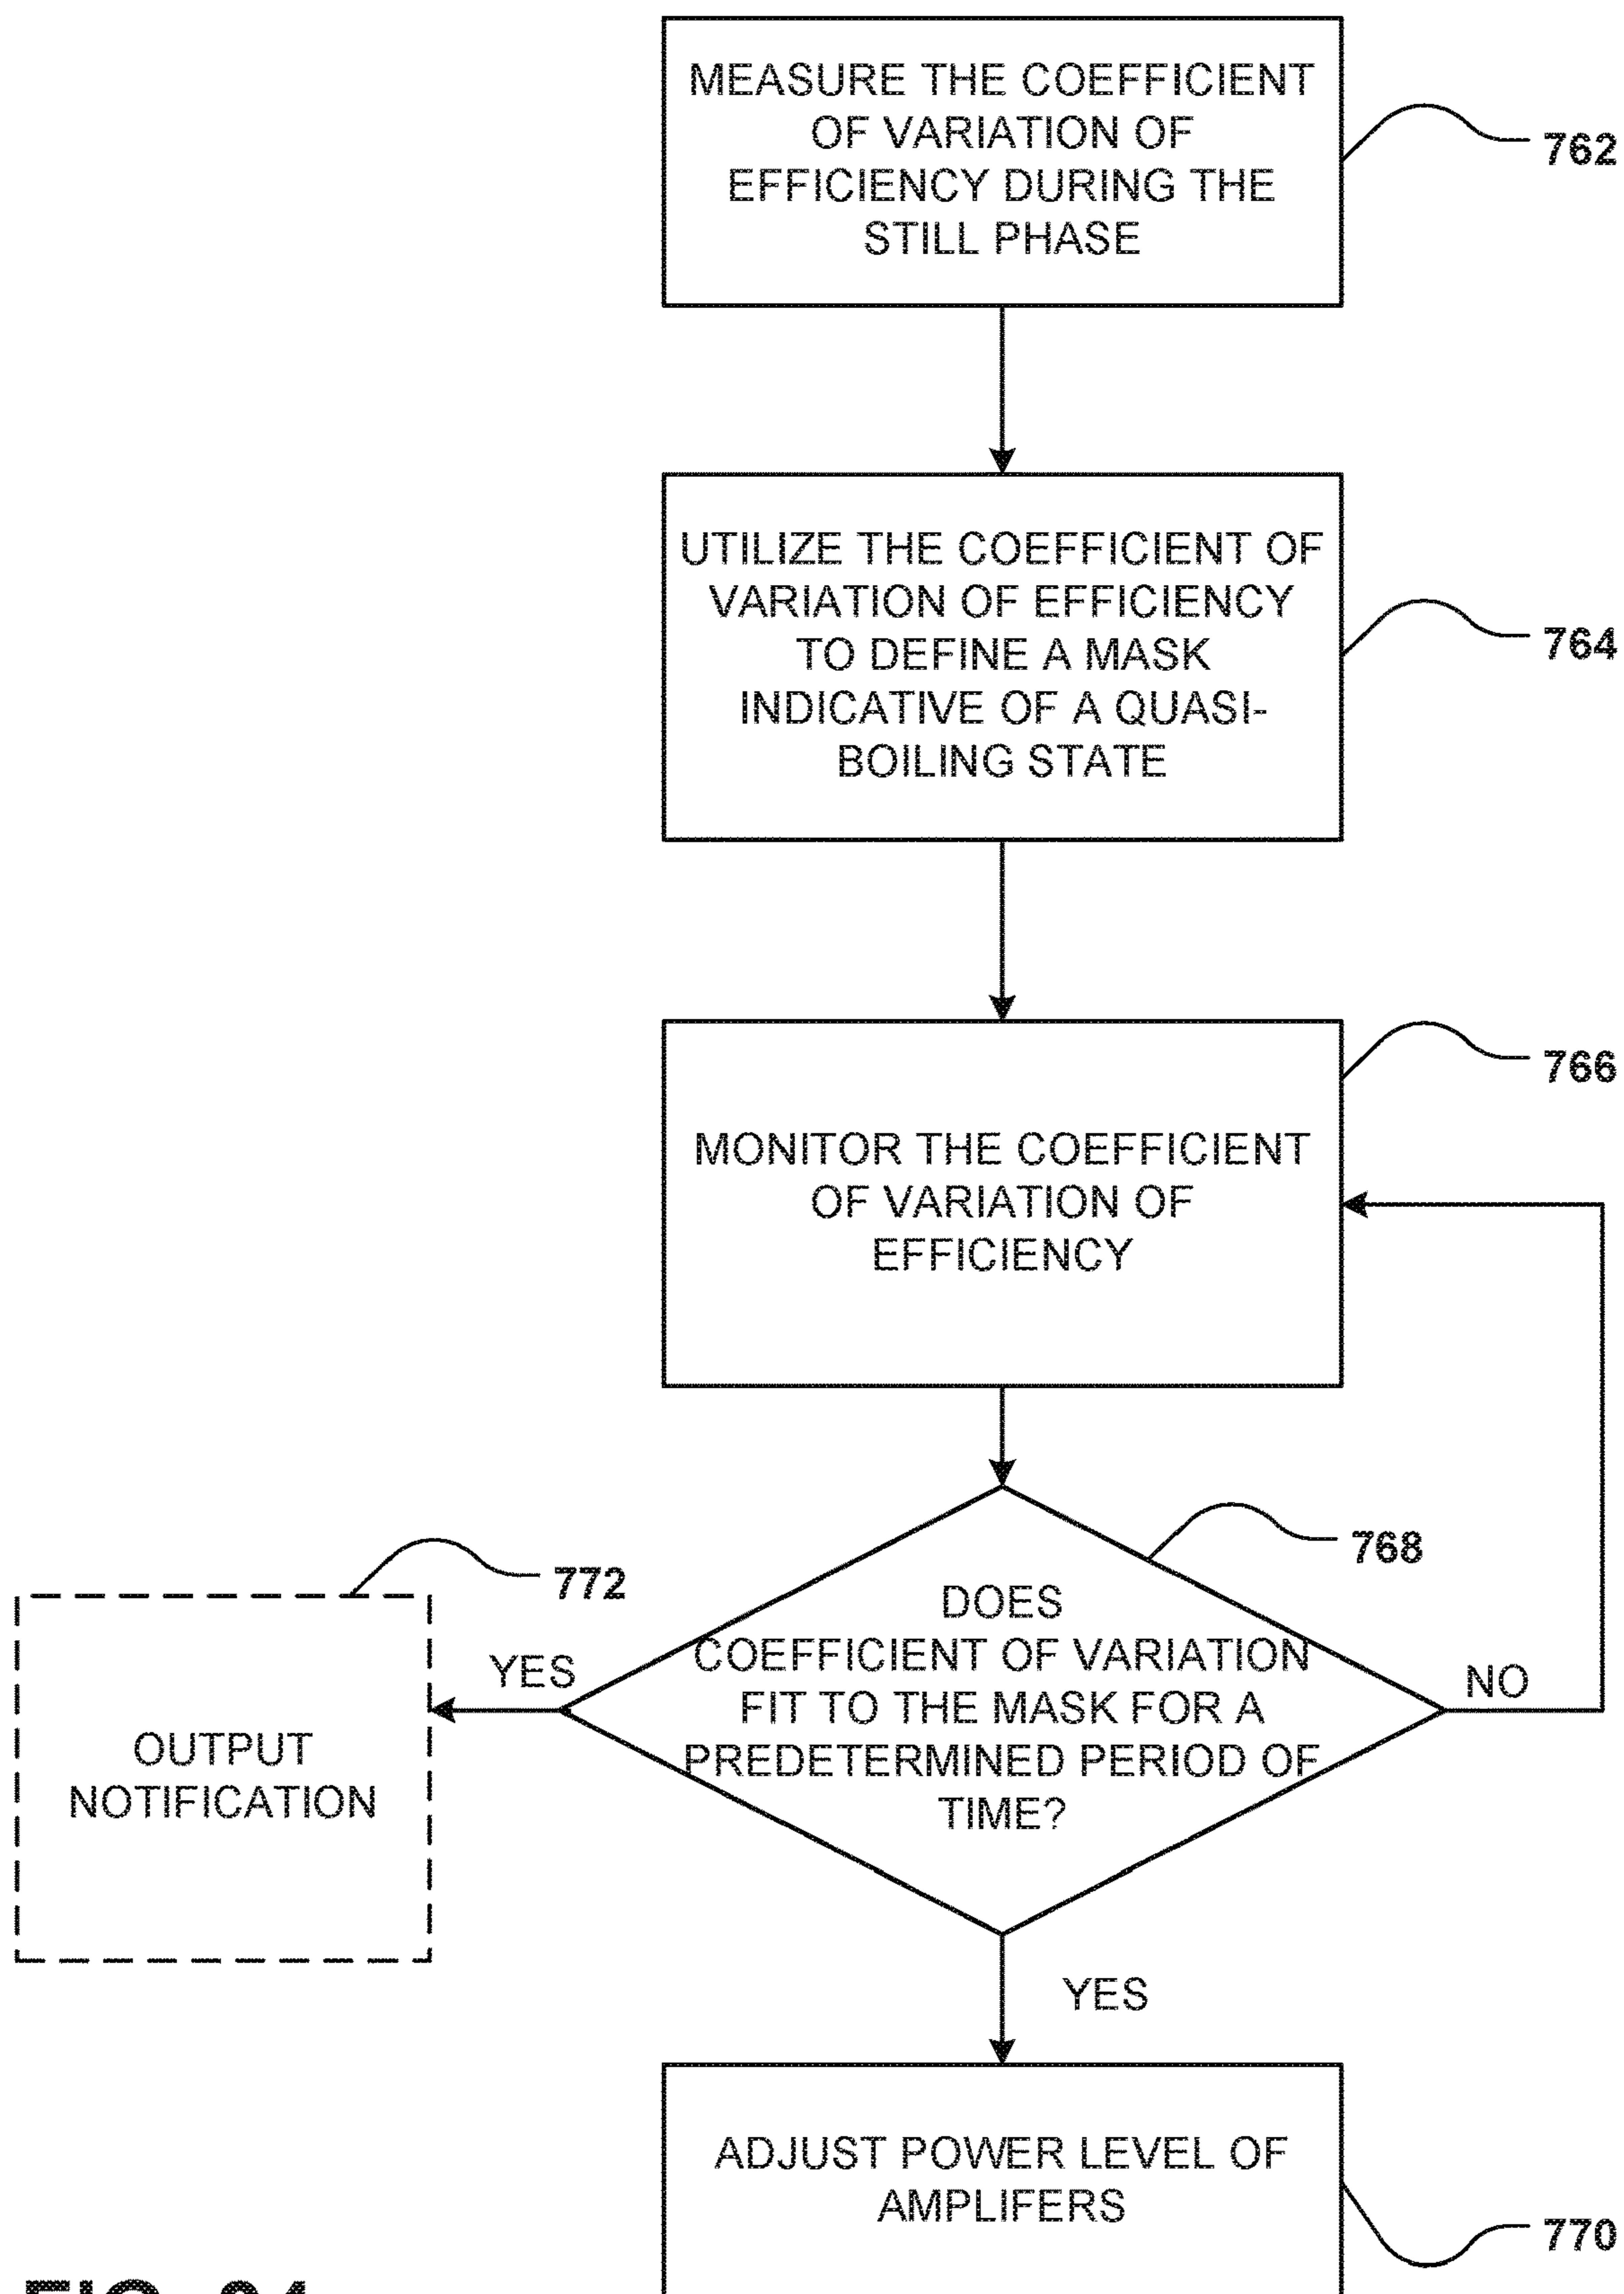 MEASURE THE COEFFICIENT
OF VARIATION OF
EFFICIENCY DURING THE
STILL PHASE
762
UTILIZE THE COEFFICIENT OF
VARIATION OF EFFICIENCY
TO DEFINE A MASK
INDICATIVE OF A QUASI-
BOILING STATE
764
766
MONITOR THE COEFFICIENT
OF VARIATION OF
EFFICIENCY
768
772
DOES
COEFFICIENT OF VARIATION
FIT TO THE MASK FOR A
PREDETERMINED PERIOD OF
TIME?
YES
NO
OUTPUT
NOTIFICATION
YES
ADJUST POWER LEVEL OF
AMPLIFERS
770